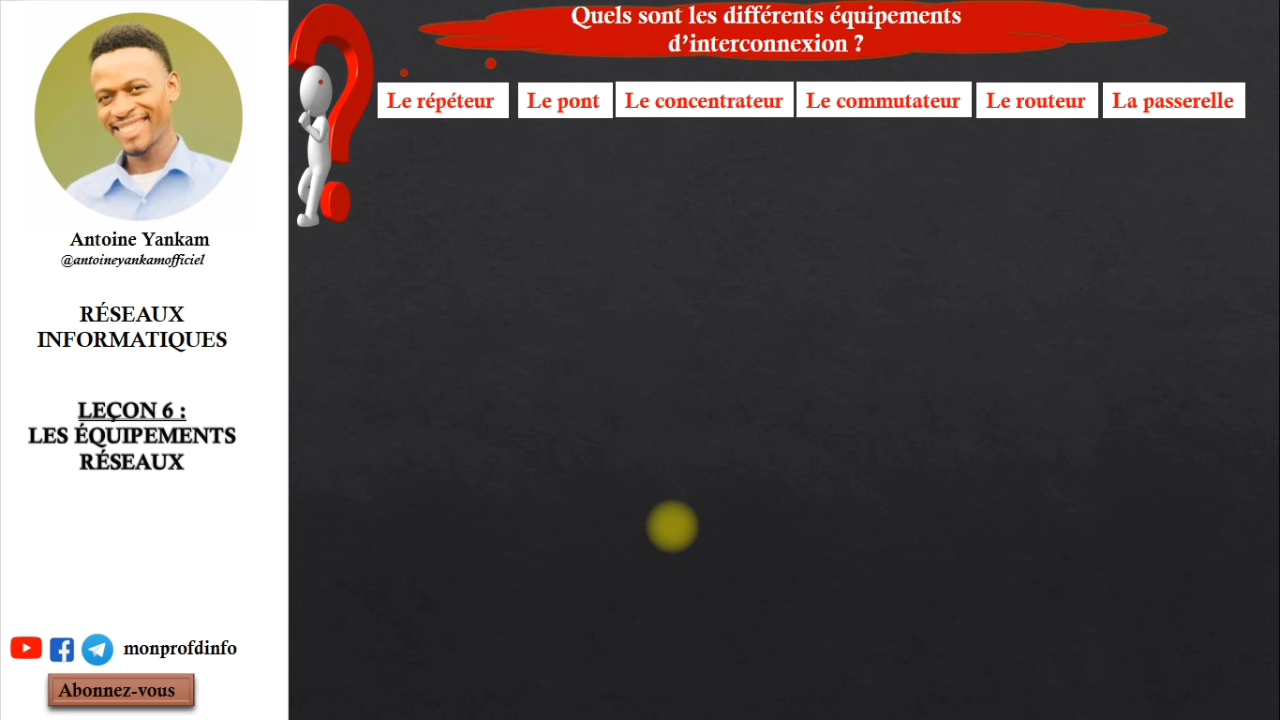 Quels sont les différents équipements
d’interconnexion ?
Le répéteur
Le pont
Le concentrateur
Le commutateur
Le routeur
La passerelle
Antoine Yankam
@antoineyankamofficiel
RÉSEAUX
INFORMATIQUES
LEÇON 6 :
LES ÉQUIPEMENTS
RÉSEAUX
monprofdinfo
Abonnez-vous